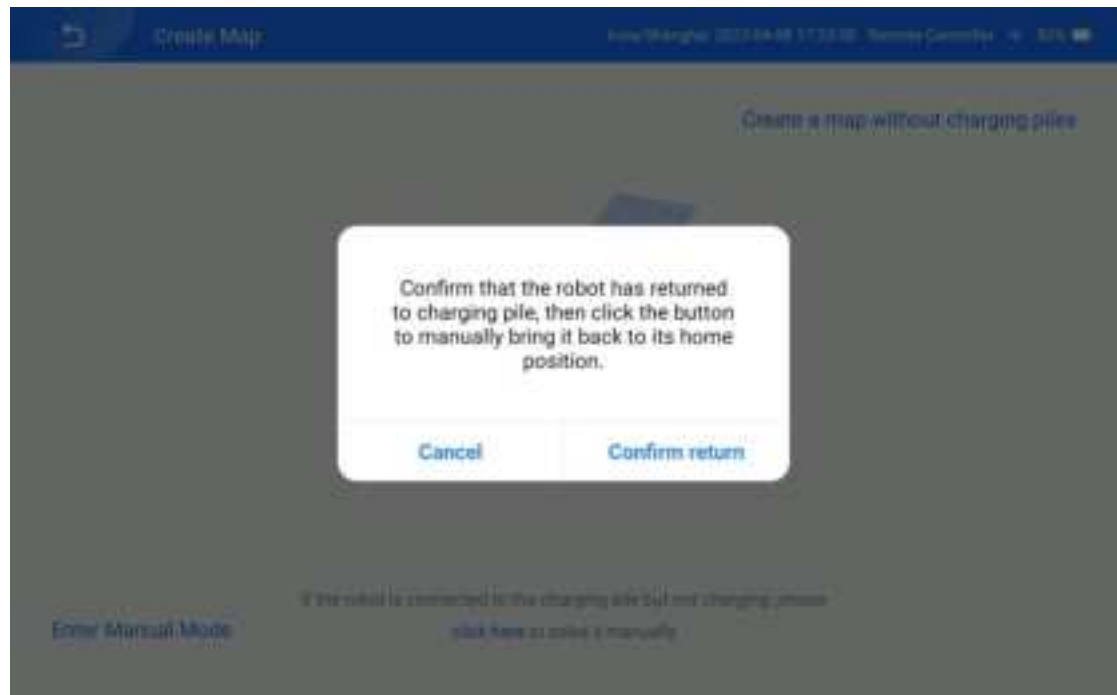 Create Map
Create a map without charging piles
Confirm that the robot has returned
to charging pile, then click the button
to manually bring it back to its home
position.
Cancel
Confirm return
If the robot is connected to the charging pile but not charging, please
Enter Manual Mode
click here to solve it manually